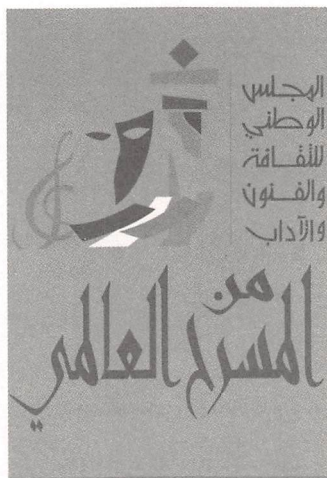 المجلس
الوطني
للثقافة
والفنون
والآداب
من
المسرح العالمي